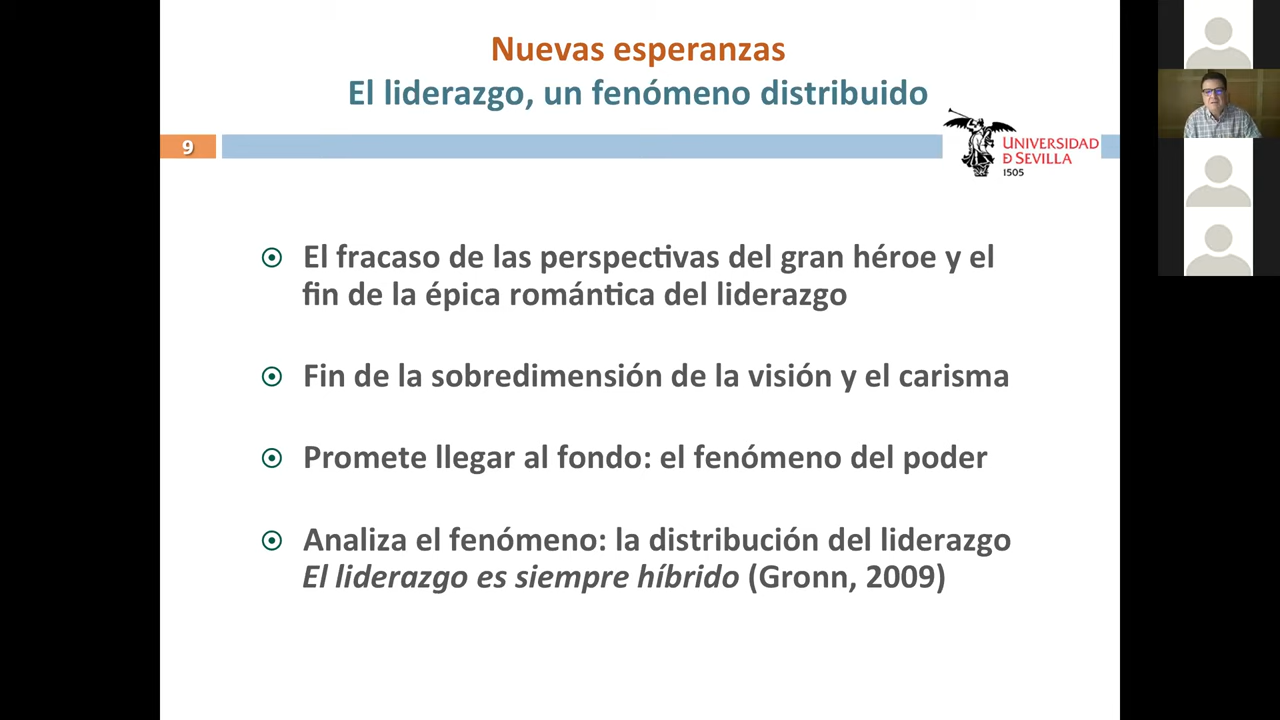 Nuevas esperanzas
El liderazgo, un fenómeno distribuido
9
UNIVERSIDAD
D SEVILLA
1505
El fracaso de las perspectivas del gran héroe y el
fin de la épica romántica del liderazgo
Fin de la sobredimensión de la visión y el carisma
Promete llegar al fondo: el fenómeno del poder
Analiza el fenómeno: la distribución del liderazgo
El liderazgo es siempre híbrido (Gronn, 2009)